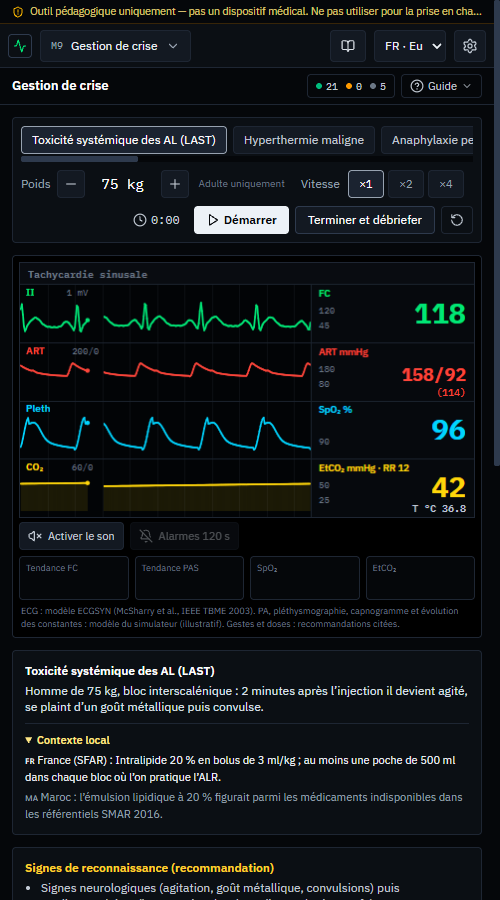 Outil pédagogique uniquement — pas un dispositif médical. Ne pas utiliser pour la prise en cha…
M9 Gestion de crise
FR · Eu
Gestion de crise
21 0 5
Guide
Toxicité systémique des AL (LAST)
Hyperthermie maligne
Anaphylaxie pe
Poids − 75 kg + Adulte uniquement Vitesse ×1 ×2 ×4
0:00 Démarrer Terminer et débriefer
Tachycardie sinusale
II 1 mV
FC
120
45
118
ART 200/0
ART mmHg
150
90
158/92
(114)
Pleth
SpO₂ %
90
96
CO₂ 60/0
EtCO₂ mmHg · RR 12
50
25
42
T °C 36.8
Activer le son
Alarmes 120 s
Tendance FC
Tendance PAS
SpO₂
EtCO₂
ECG : modèle ECGSYN (McSharry et al., IEEE TBME 2003). PA, pléthysmographie, capnogramme et évolution
des constantes : modèle du simulateur (illustratif). Gestes et doses : recommandations citées.
Toxicité systémique des AL (LAST)
Homme de 75 kg, bloc interscalénique : 2 minutes après l’injection il devient agité,
se plaint d’un goût métallique puis convulse.
Contexte local
FR France (SFAR) : Intralipide 20 % en bolus de 3 ml/kg ; au moins une poche de 500 ml
dans chaque bloc où l’on pratique l’ALR.
MA Maroc : l’émulsion lipidique à 20 % figurait parmi les médicaments indisponibles dans
les référentiels SMAR 2016.
Signes de reconnaissance (recommandation)
• Signes neurologiques (agitation, goût métallique, convulsions) puis